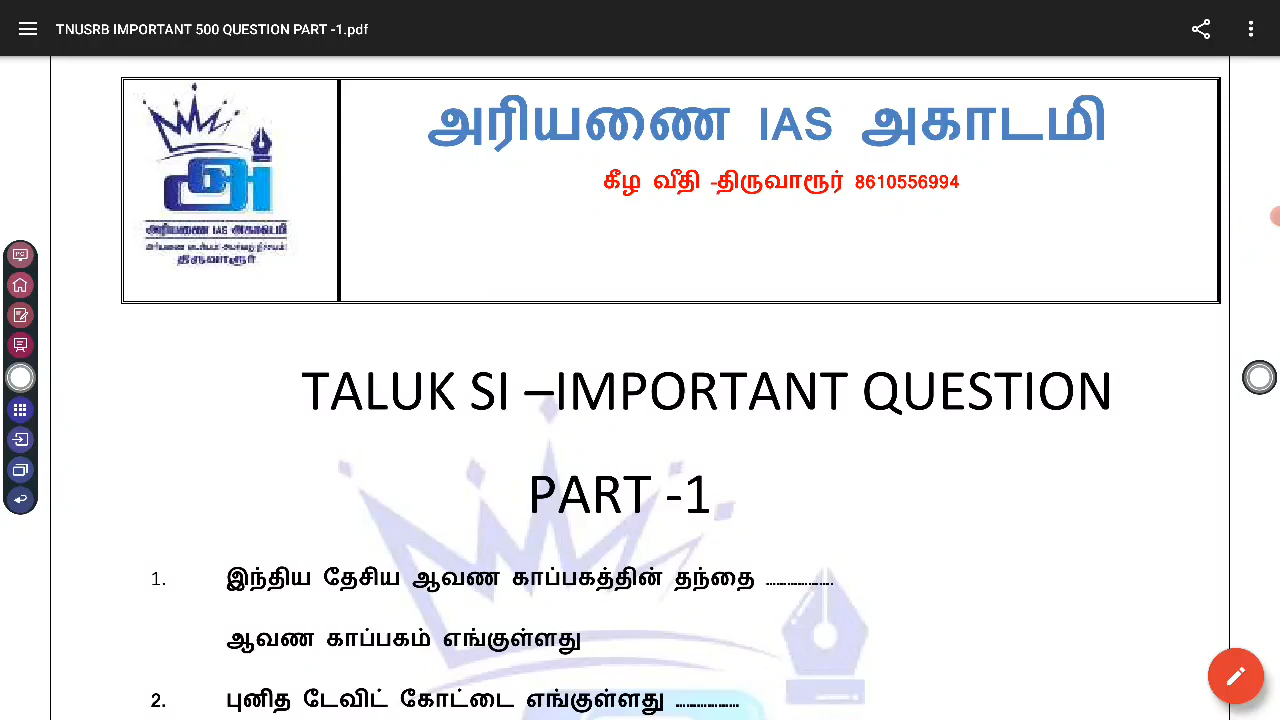 TNUSRB IMPORTANT 500 QUESTION PART -1.pdf
அரியணை IAS அகாடமி
கீழ வீதி -திருவாரூர் 8610556994
அ
அரியணை IAS அகாடமி
திருவாரூர்
TALUK SI –IMPORTANT QUESTION
PART -1
1. இந்திய தேசிய ஆவண காப்பகத்தின் தந்தை ....................
ஆவண காப்பகம் எங்குள்ளது
2. புனித டேவிட் கோட்டை எங்குள்ளது ..................